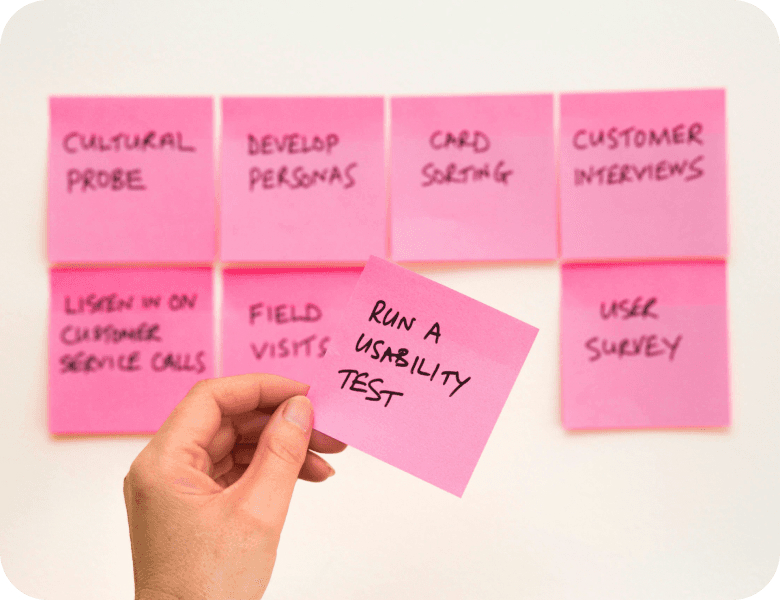 CULTURAL
PROBE
DEVELOP
PERSONAS
CARD
SORTING
CUSTOMER
INTERVIEWS
LISTEN IN ON
CUSTOMER
SERVICE CALLS
FIELD
VISITS
RUN A
USABILITY
TEST
USER
SURVEY